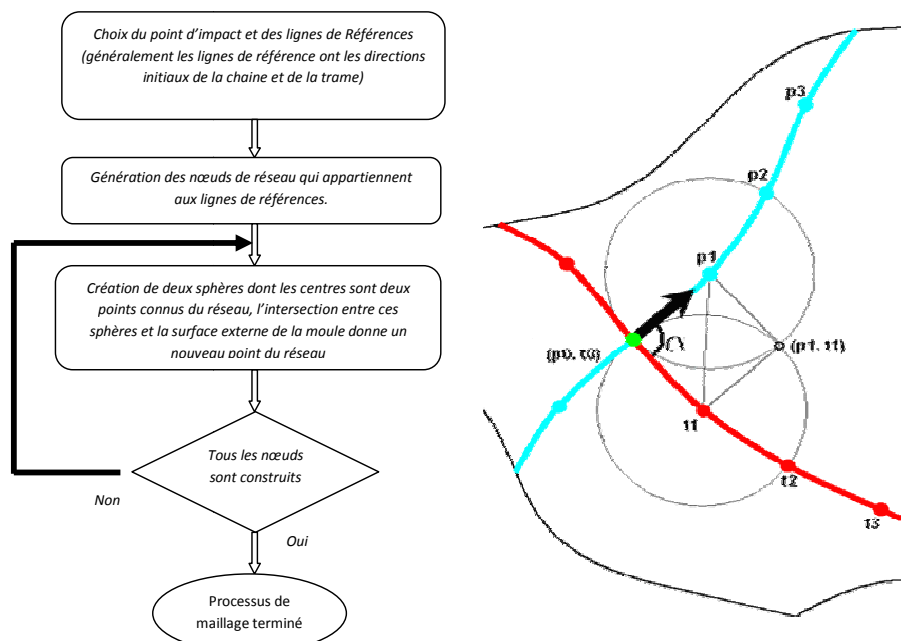 Choix du point d'impact et des lignes de Références
(généralement les lignes de référence ont les directions
initiaux de la chaine et de la trame)
Génération des nœuds de réseau qui appartiennent
aux lignes de références.
Création de deux sphères dont les centres sont deux
points connus du réseau, l'intersection entre ces
sphères et la surface externe de la moule donne un
nouveau point du réseau
Tous les nœuds
sont construits
Non
Oui
Processus de
maillage terminé
p3
p2
p1
(p0, t0)
(p1, t1)
t1
t2
t3